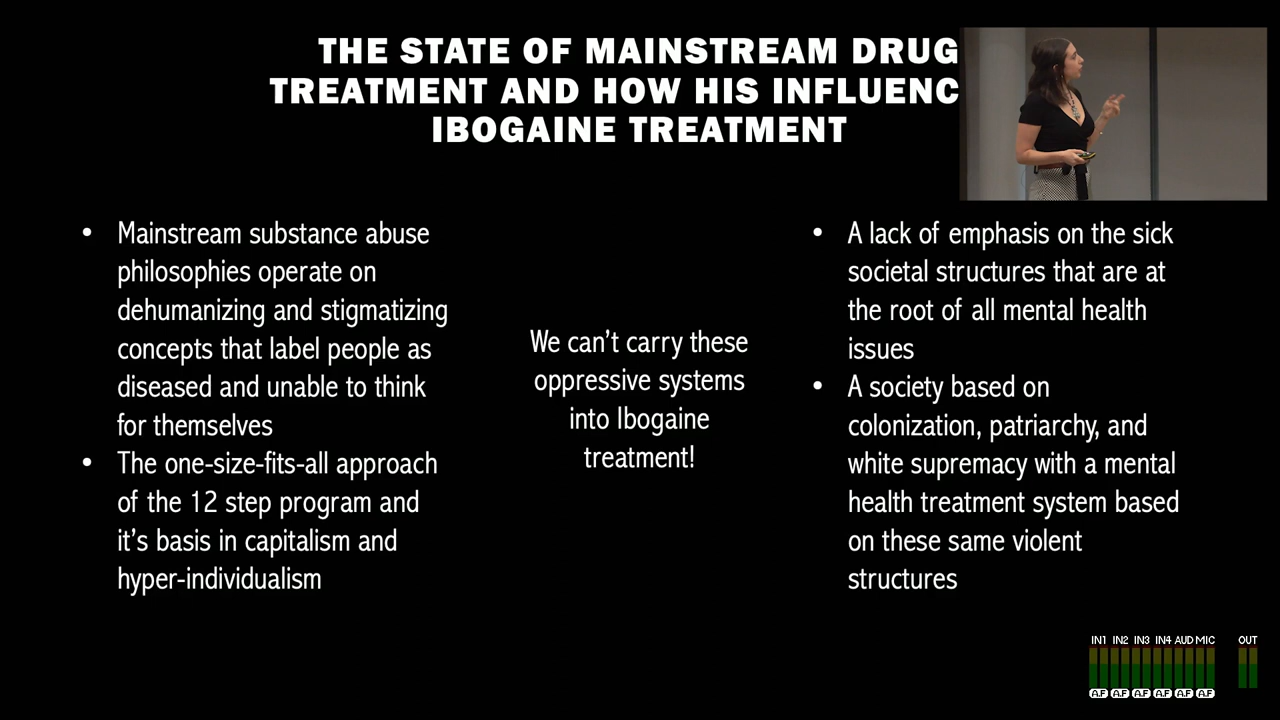 THE STATE OF MAINSTREAM DRUG
TREATMENT AND HOW HIS INFLUENC
IBOGAINE TREATMENT
• Mainstream substance abuse
philosophies operate on
dehumanizing and stigmatizing
concepts that label people as
diseased and unable to think
for themselves
• The one-size-fits-all approach
of the 12 step program and
it’s basis in capitalism and
hyper-individualism
We can’t carry these
oppressive systems
into Ibogaine
treatment!
• A lack of emphasis on the sick
societal structures that are at
the root of all mental health
issues
• A society based on
colonization, patriarchy, and
white supremacy with a mental
health treatment system based
on these same violent
structures
IN1 IN2 IN3 IN4 AUD MIC OUT
A.F A.F A.F A.F A.F A.F